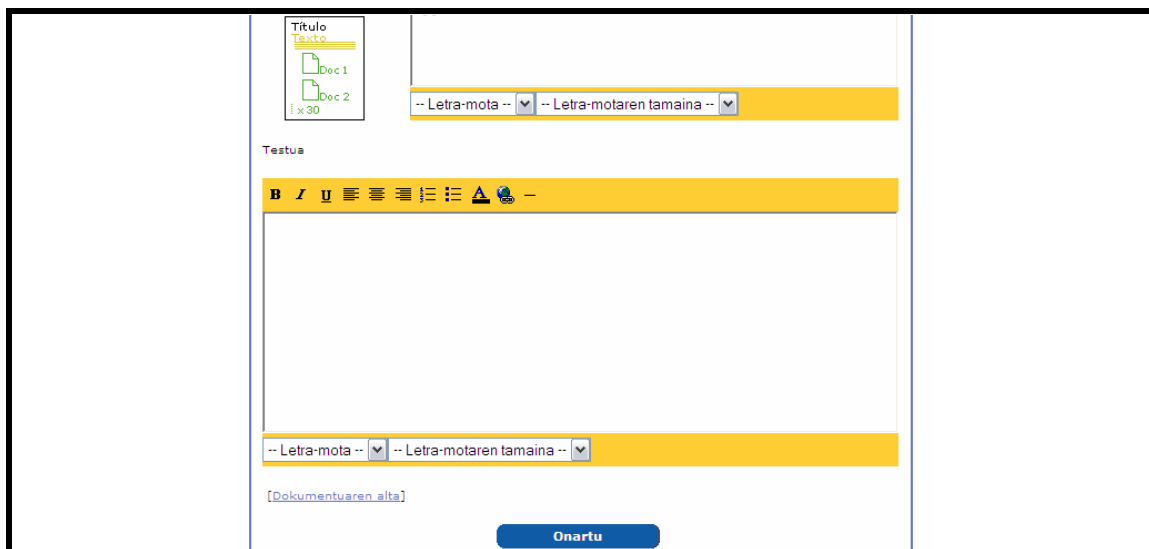 Título
Texto
Doc 1
Doc 2
x 30
-- Letra-mota -- -- Letra-motaren tamaina --
Testua
B I U A
-- Letra-mota -- -- Letra-motaren tamaina --
[Dokumentuaren alta]
Onartu